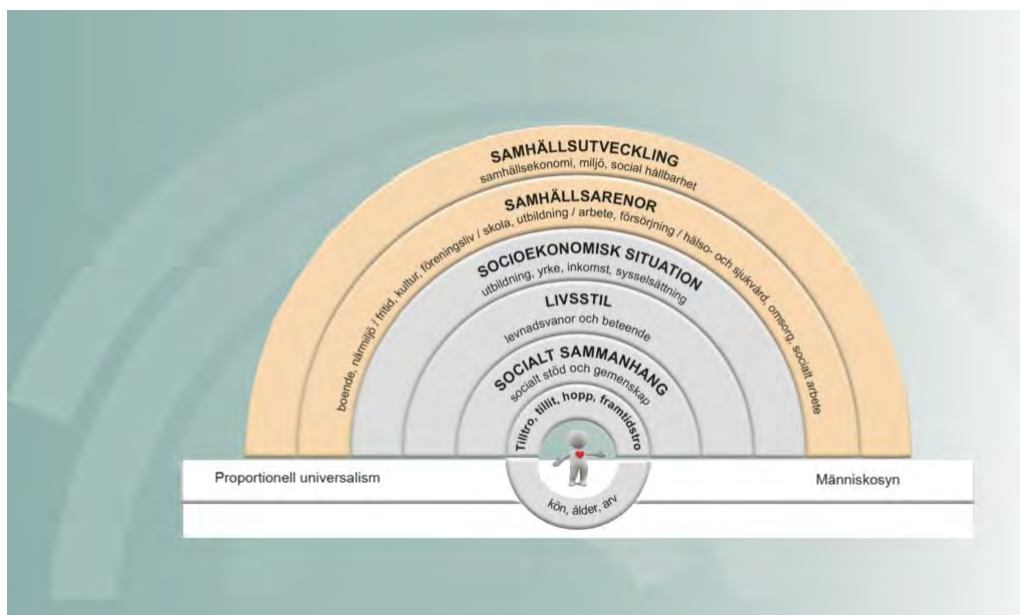 SAMHÄLLSUTVECKLING
samhällsekonomi, miljö, social hållbarhet
SAMHÄLLSARENOR
boende, närmiljö / fritid, kultur, föreningsliv / skola, utbildning / arbete, försörjning / hälso- och sjukvård, omsorg, socialt arbete
SOCIOEKONOMISK SITUATION
utbildning, yrke, inkomst, sysselsättning
LIVSSTIL
levnadsvanor och beteende
SOCIALT SAMMANHANG
socialt stöd och gemenskap
Tilltro, tillit, hopp, framtidstro
Proportionell universalism
Människosyn
kön, ålder, arv